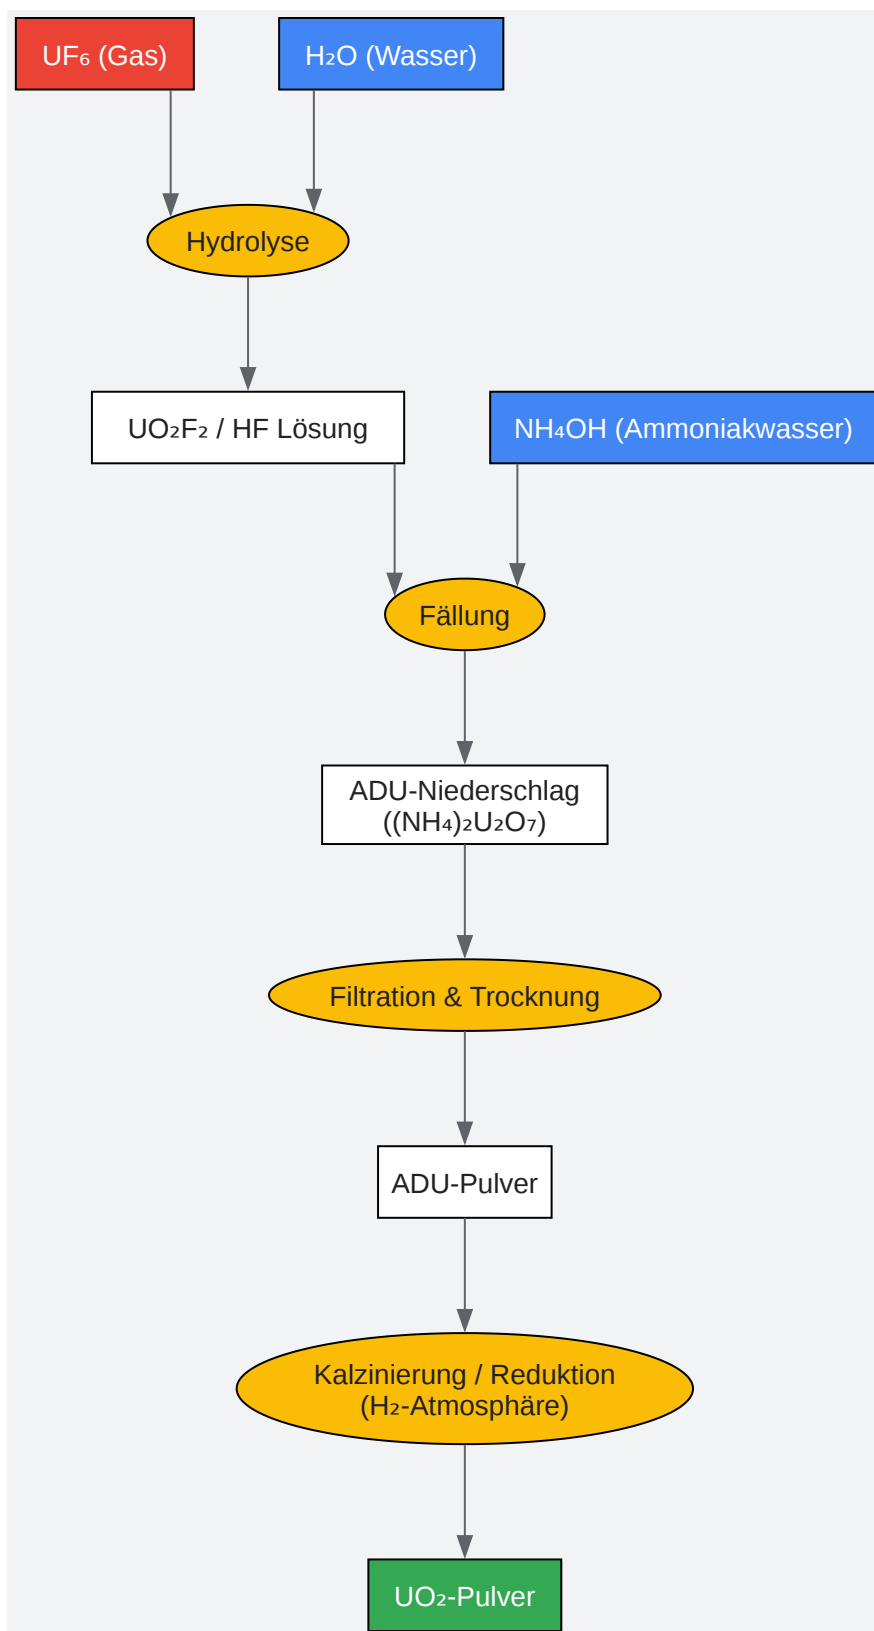 UF₆ (Gas)
H₂O (Wasser)
Hydrolyse
UO₂F₂ / HF Lösung
NH₄OH (Ammoniakwasser)
Fällung
ADU-Niederschlag
((NH₄)₂U₂O₇)
Filtration & Trocknung
ADU-Pulver
Kalzinierung / Reduktion
(H₂-Atmosphäre)
UO₂-Pulver